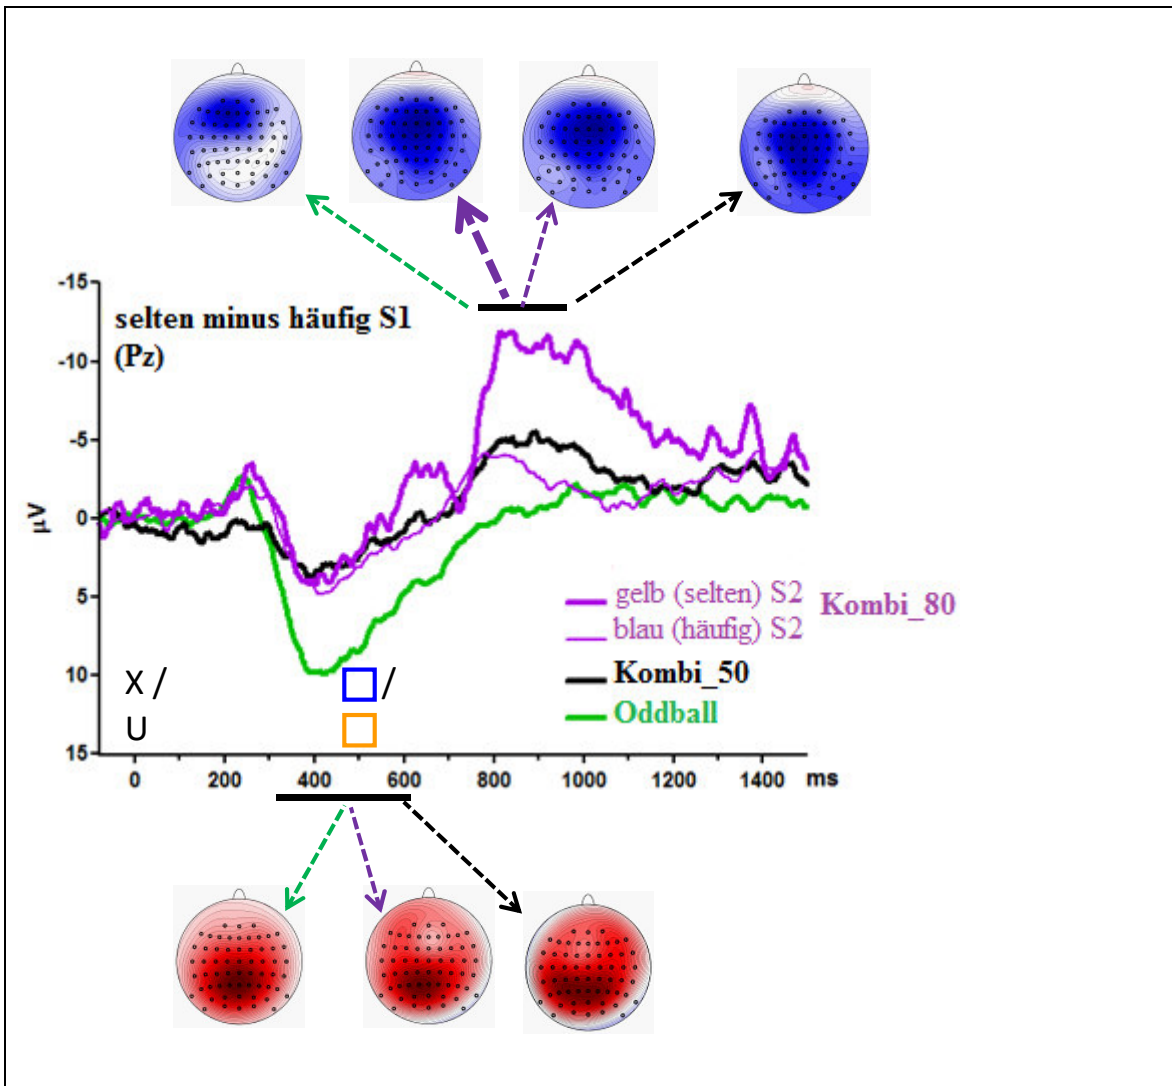 -15
selten minus häufig S1
(Pz)
-10
-5
0
µV
5
10
15
gelb (selten) S2
Kombi_80
blau (häufig) S2
Kombi_50
Oddball
X /
/
U
0 200 400 600 800 1000 1200 1400 ms